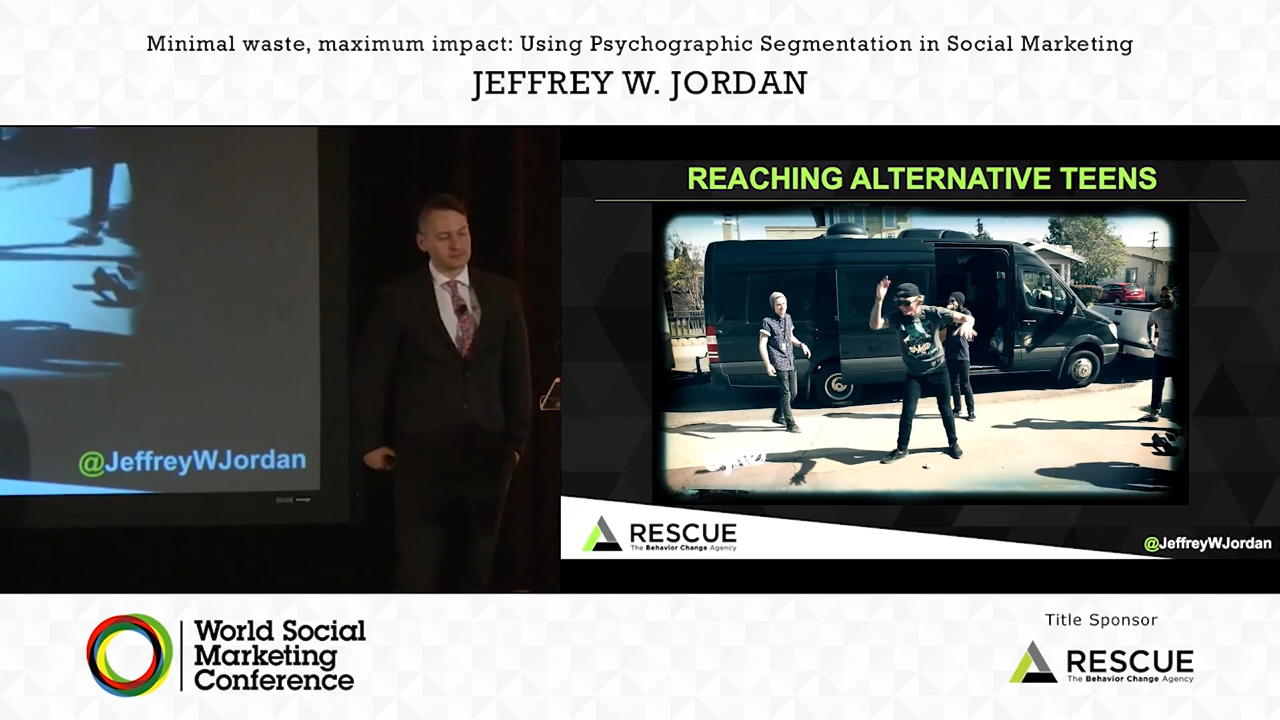 Minimal waste, maximum impact: Using Psychographic Segmentation in Social Marketing
JEFFREY W. JORDAN
@JeffreyWJordan
REACHING ALTERNATIVE TEENS
RESCUE
The Behavior Change Agency
@JeffreyWJordan
World Social
Marketing
Conference
Title Sponsor
RESCUE
The Behavior Change Agency